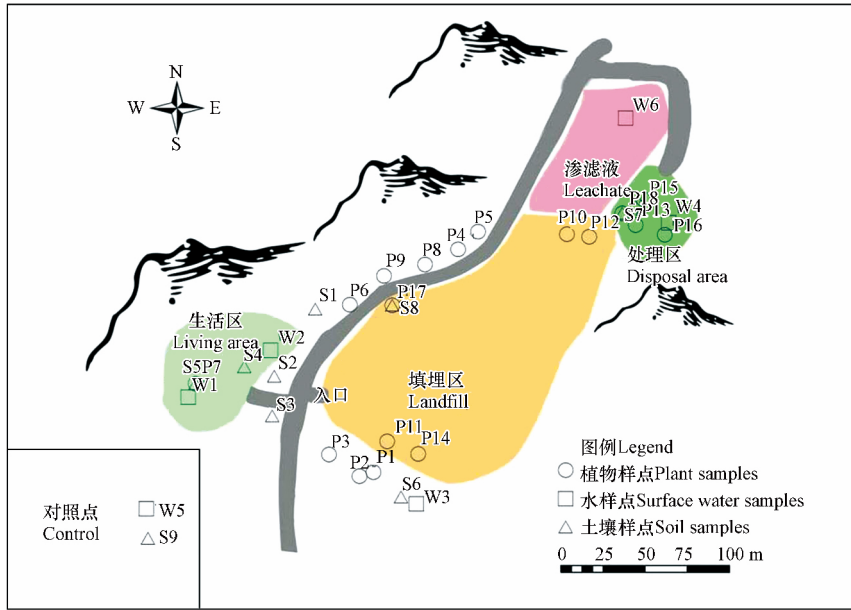 N
W E
S
W6
渗滤液
Leachate
P15
P18
S7 P13 W4
P16
P10 P12
处理区
Disposal area
P5
P4
P8
P9
P6
S1
P17
S8
生活区
Living area
W2
S4
S2
S5P7
W1
S3
入口
填埋区
Landfill
P11
P14
P3
P2 P1
S6
W3
对照点
Control
W5
S9
图例Legend
植物样点Plant samples
水样点Surface water samples
土壤样点Soil samples
0 25 50 75 100 m